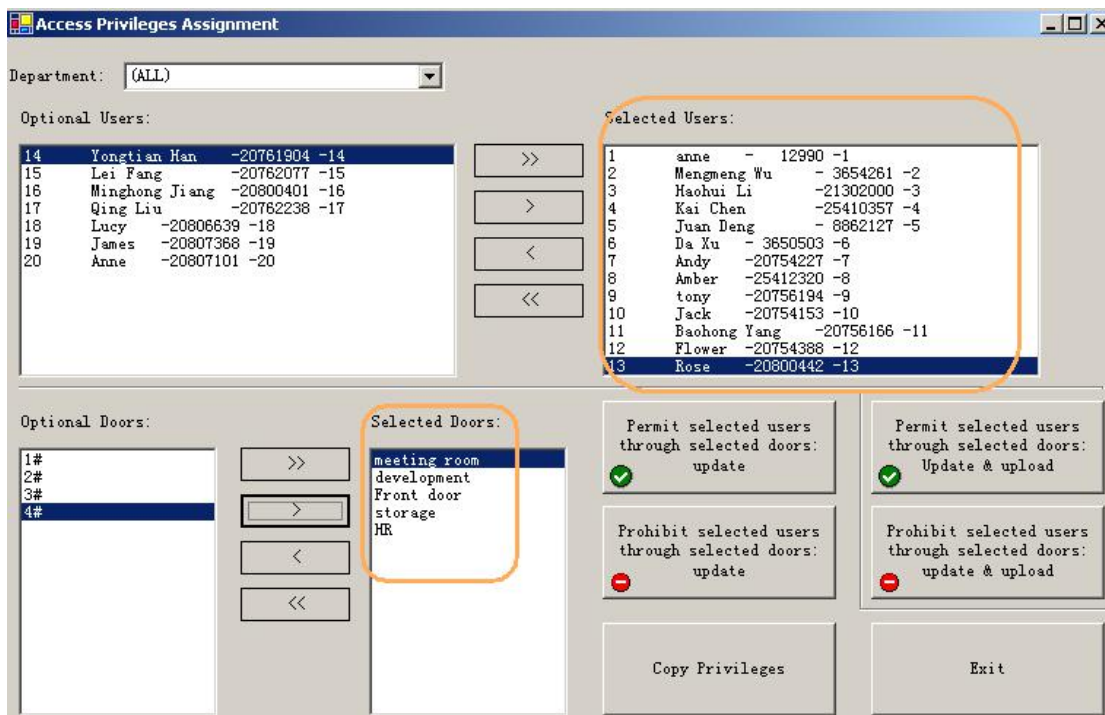 Access Privileges Assignment
Department: (ALL)
Optional Users:
14 Yongtian Han -20761904 -14
15 Lei Fang -20762077 -15
16 Minghong Jiang -20800401 -16
17 Qing Liu -20762238 -17
18 Lucy -20806639 -18
19 James -20807368 -19
20 Anne -20807101 -20
>>
>
<
<<
Selected Users:
1 anne - 12990 -1
2 Mengmeng Wu - 3654261 -2
3 Haohui Li -21302000 -3
4 Kai Chen -25410357 -4
5 Juan Deng - 8862127 -5
6 Da Xu - 3650503 -6
7 Andy -20754227 -7
8 Amber -25412320 -8
9 tony -20756194 -9
10 Jack -20754153 -10
11 Baohong Yang -20756166 -11
12 Flower -20754388 -12
13 Rose -20800442 -13
Optional Doors:
1#
2#
3#
4#
>>
>
<
<<
Selected Doors:
meeting room
development
Front door
storage
HR
Permit selected users
through selected doors:
update
Permit selected users
through selected doors:
Update & upload
Prohibit selected users
through selected doors:
update
Prohibit selected users
through selected doors:
update & upload
Copy Privileges
Exit